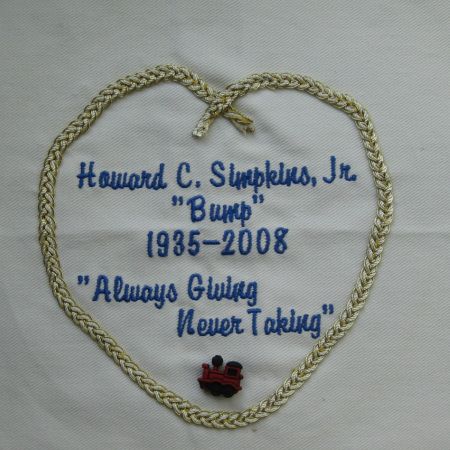 Howard C. Simpkins, Jr.
"Bump"
1935-2008
"Always Giving
Never Taking"